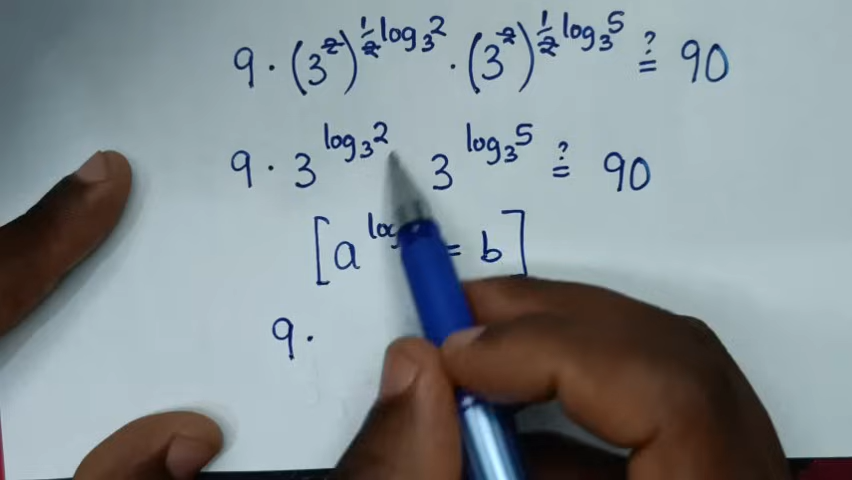 9 · (3^2)^{1/2 log_3 2} · (3^2)^{1/2 log_3 5} ≟ 90
9 · 3^{log_3 2} 3^{log_3 5} ≟ 90
[a^{log = b]
9 ·